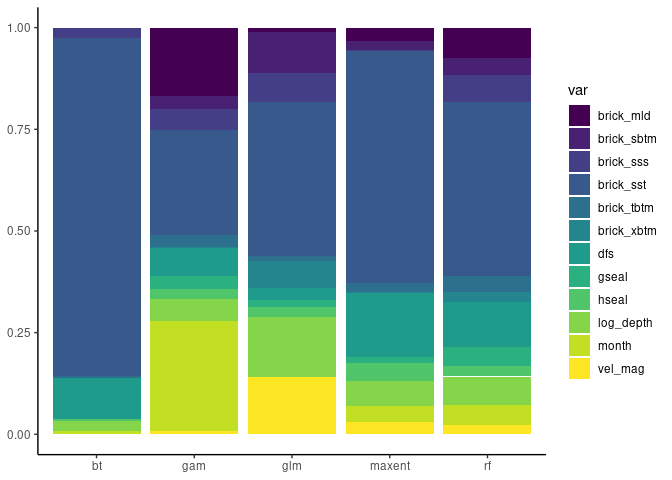 1.00
0.75
0.50
0.25
0.00
bt gam glm maxent rf
var
brick_mld
brick_sbtm
brick_sss
brick_sst
brick_tbtm
brick_xbtm
dfs
gseal
hseal
log_depth
month
vel_mag